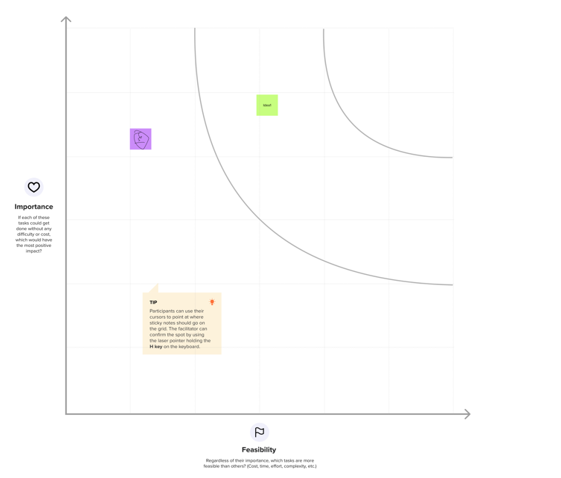 Importance
If each of these
tasks could get
done without any
difficulty or cost,
which would have
the most positive
impact?
TIP
Participants can use their
cursors to point at where
sticky notes should go on
the grid. The facilitator can
confirm the spot by using
the laser pointer holding the
H key on the keyboard.
Feasibility
Regardless of their importance, which tasks are more
feasible than others? (Cost, time, effort, complexity, etc.)